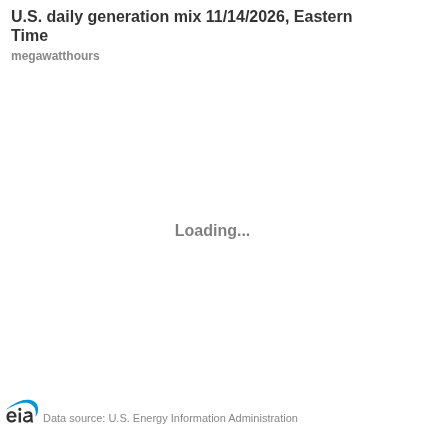 U.S. daily generation mix 11/14/2026, Eastern
Time
megawatthours
Loading...
eia Data source: U.S. Energy Information Administration